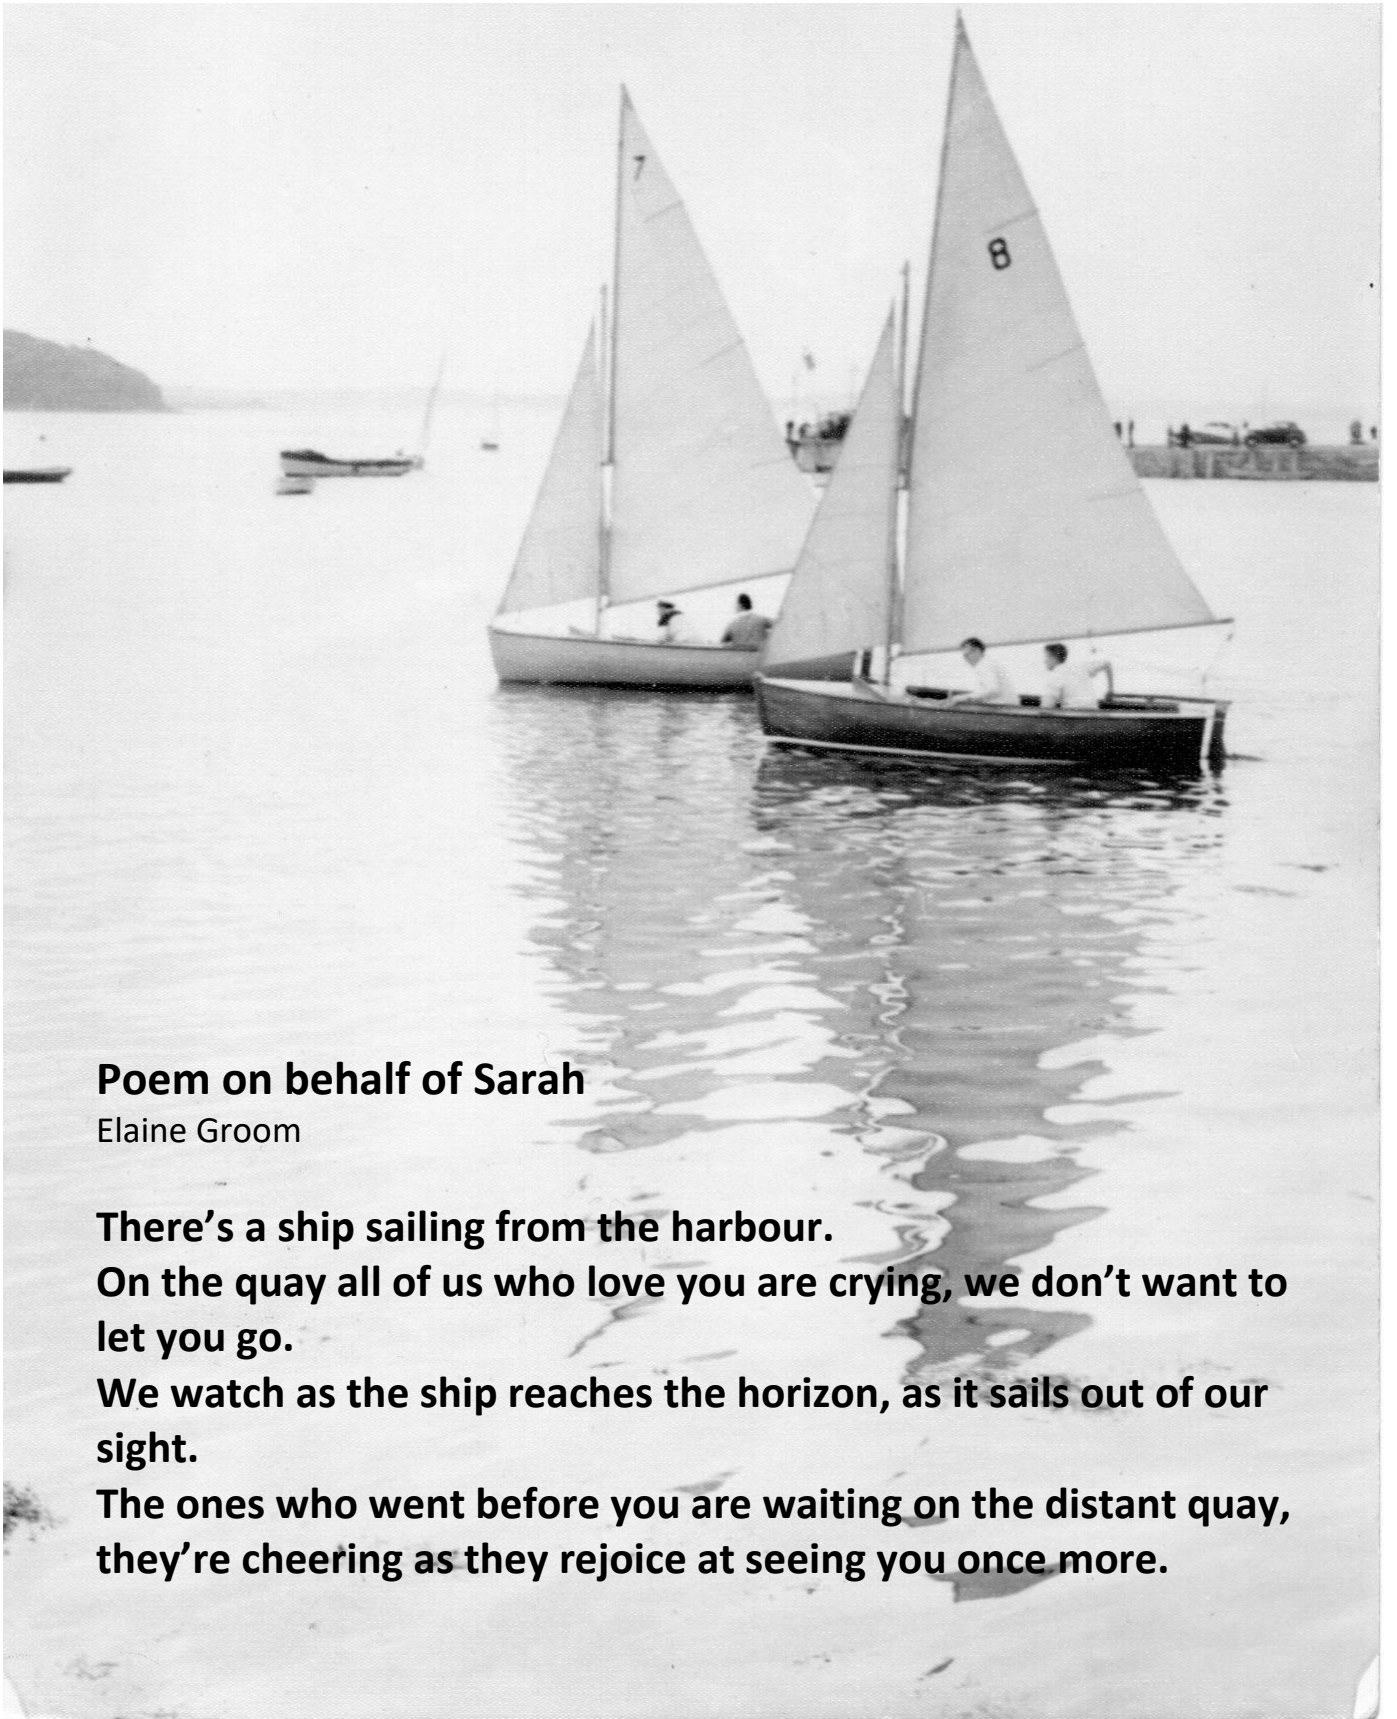 7
8
Poem on behalf of Sarah
Elaine Groom
There’s a ship sailing from the harbour.
On the quay all of us who love you are crying, we don’t want to
let you go.
We watch as the ship reaches the horizon, as it sails out of our
sight.
The ones who went before you are waiting on the distant quay,
they’re cheering as they rejoice at seeing you once more.